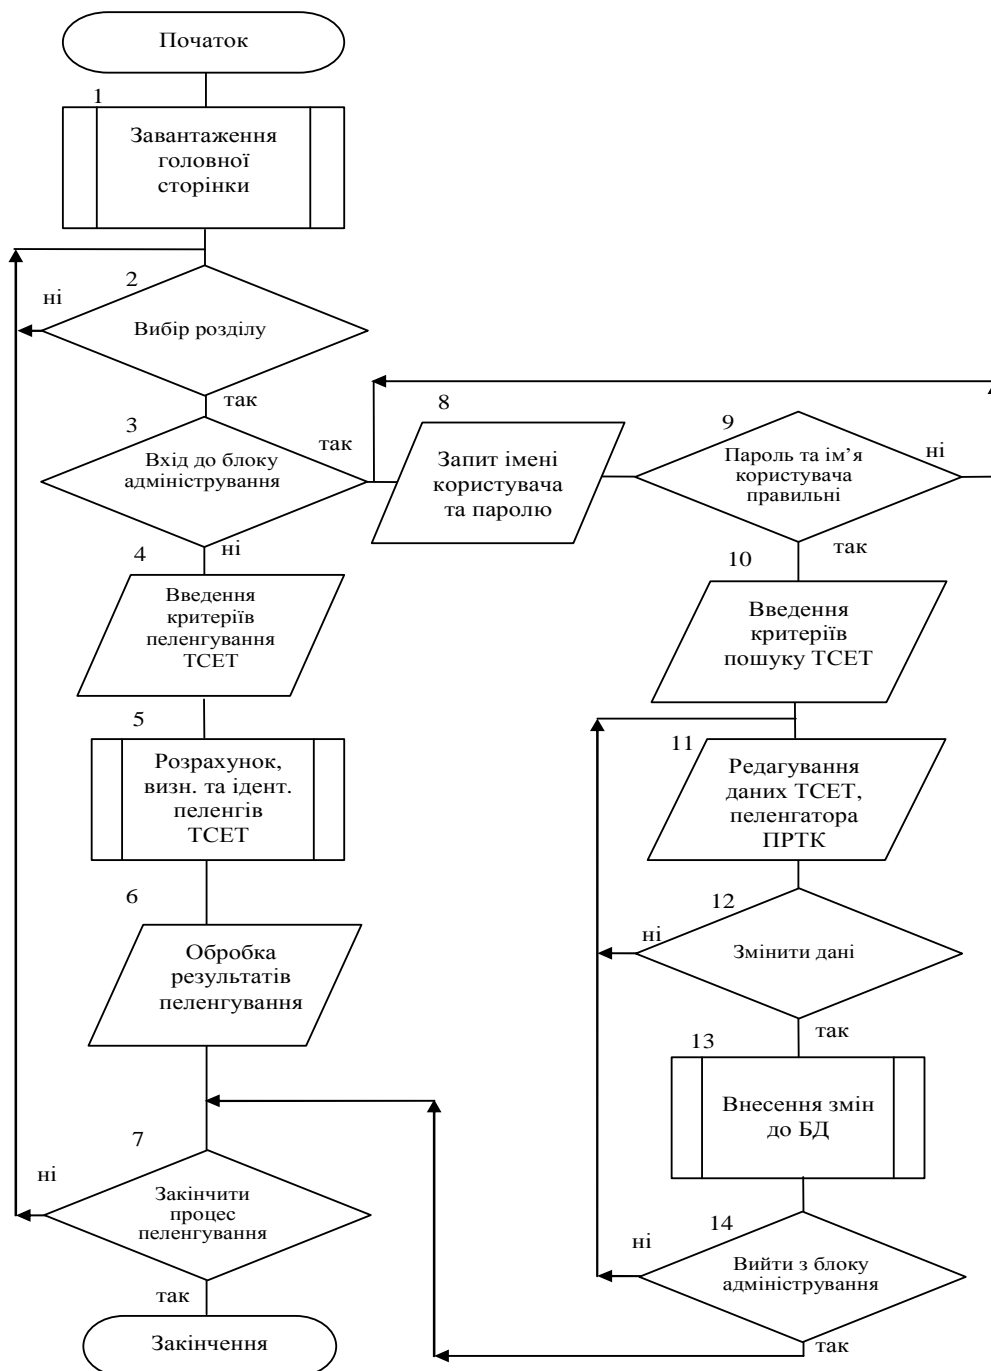 Початок
1
Завантаження
головної
сторінки
2
ні
Вибір розділу
так
3
так
Вхід до блоку
адміністрування
ні
4
Введення
критеріїв
пеленгування
ТСЕТ
5
Розрахунок,
визн. та ідент.
пеленгів
ТСЕТ
6
Обробка
результатів
пеленгування
7
ні
Закінчити
процес
пеленгування
так
Закінчення
8
Запит імені
користувача
та паролю
9
ні
Пароль та ім’я
користувача
правильні
так
10
Введення
критеріїв
пошуку ТСЕТ
11
Редагування
даних ТСЕТ,
пеленгатора
ПРТК
12
ні
Змінити дані
так
13
Внесення змін
до БД
14
ні
Вийти з блоку
адміністрування
так